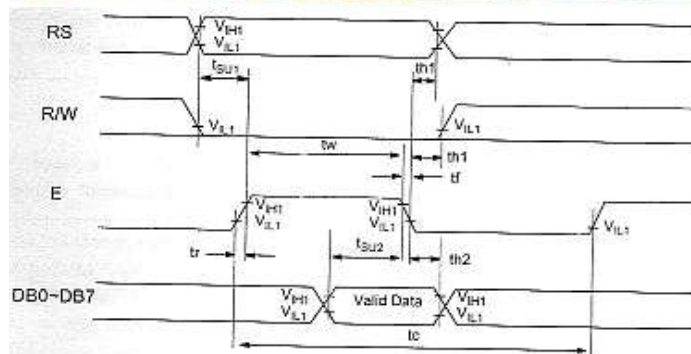 RS
VIH1
VIL1
tSU1
th1
R/W
VIL1
VIL1
tw
th1
tf
E
VIH1
VIL1
VIH1
VIL1
VIL1
tr
tSU2
th2
DB0~DB7
VIH1
VIL1
Valid Data
VIH1
VIL1
tc